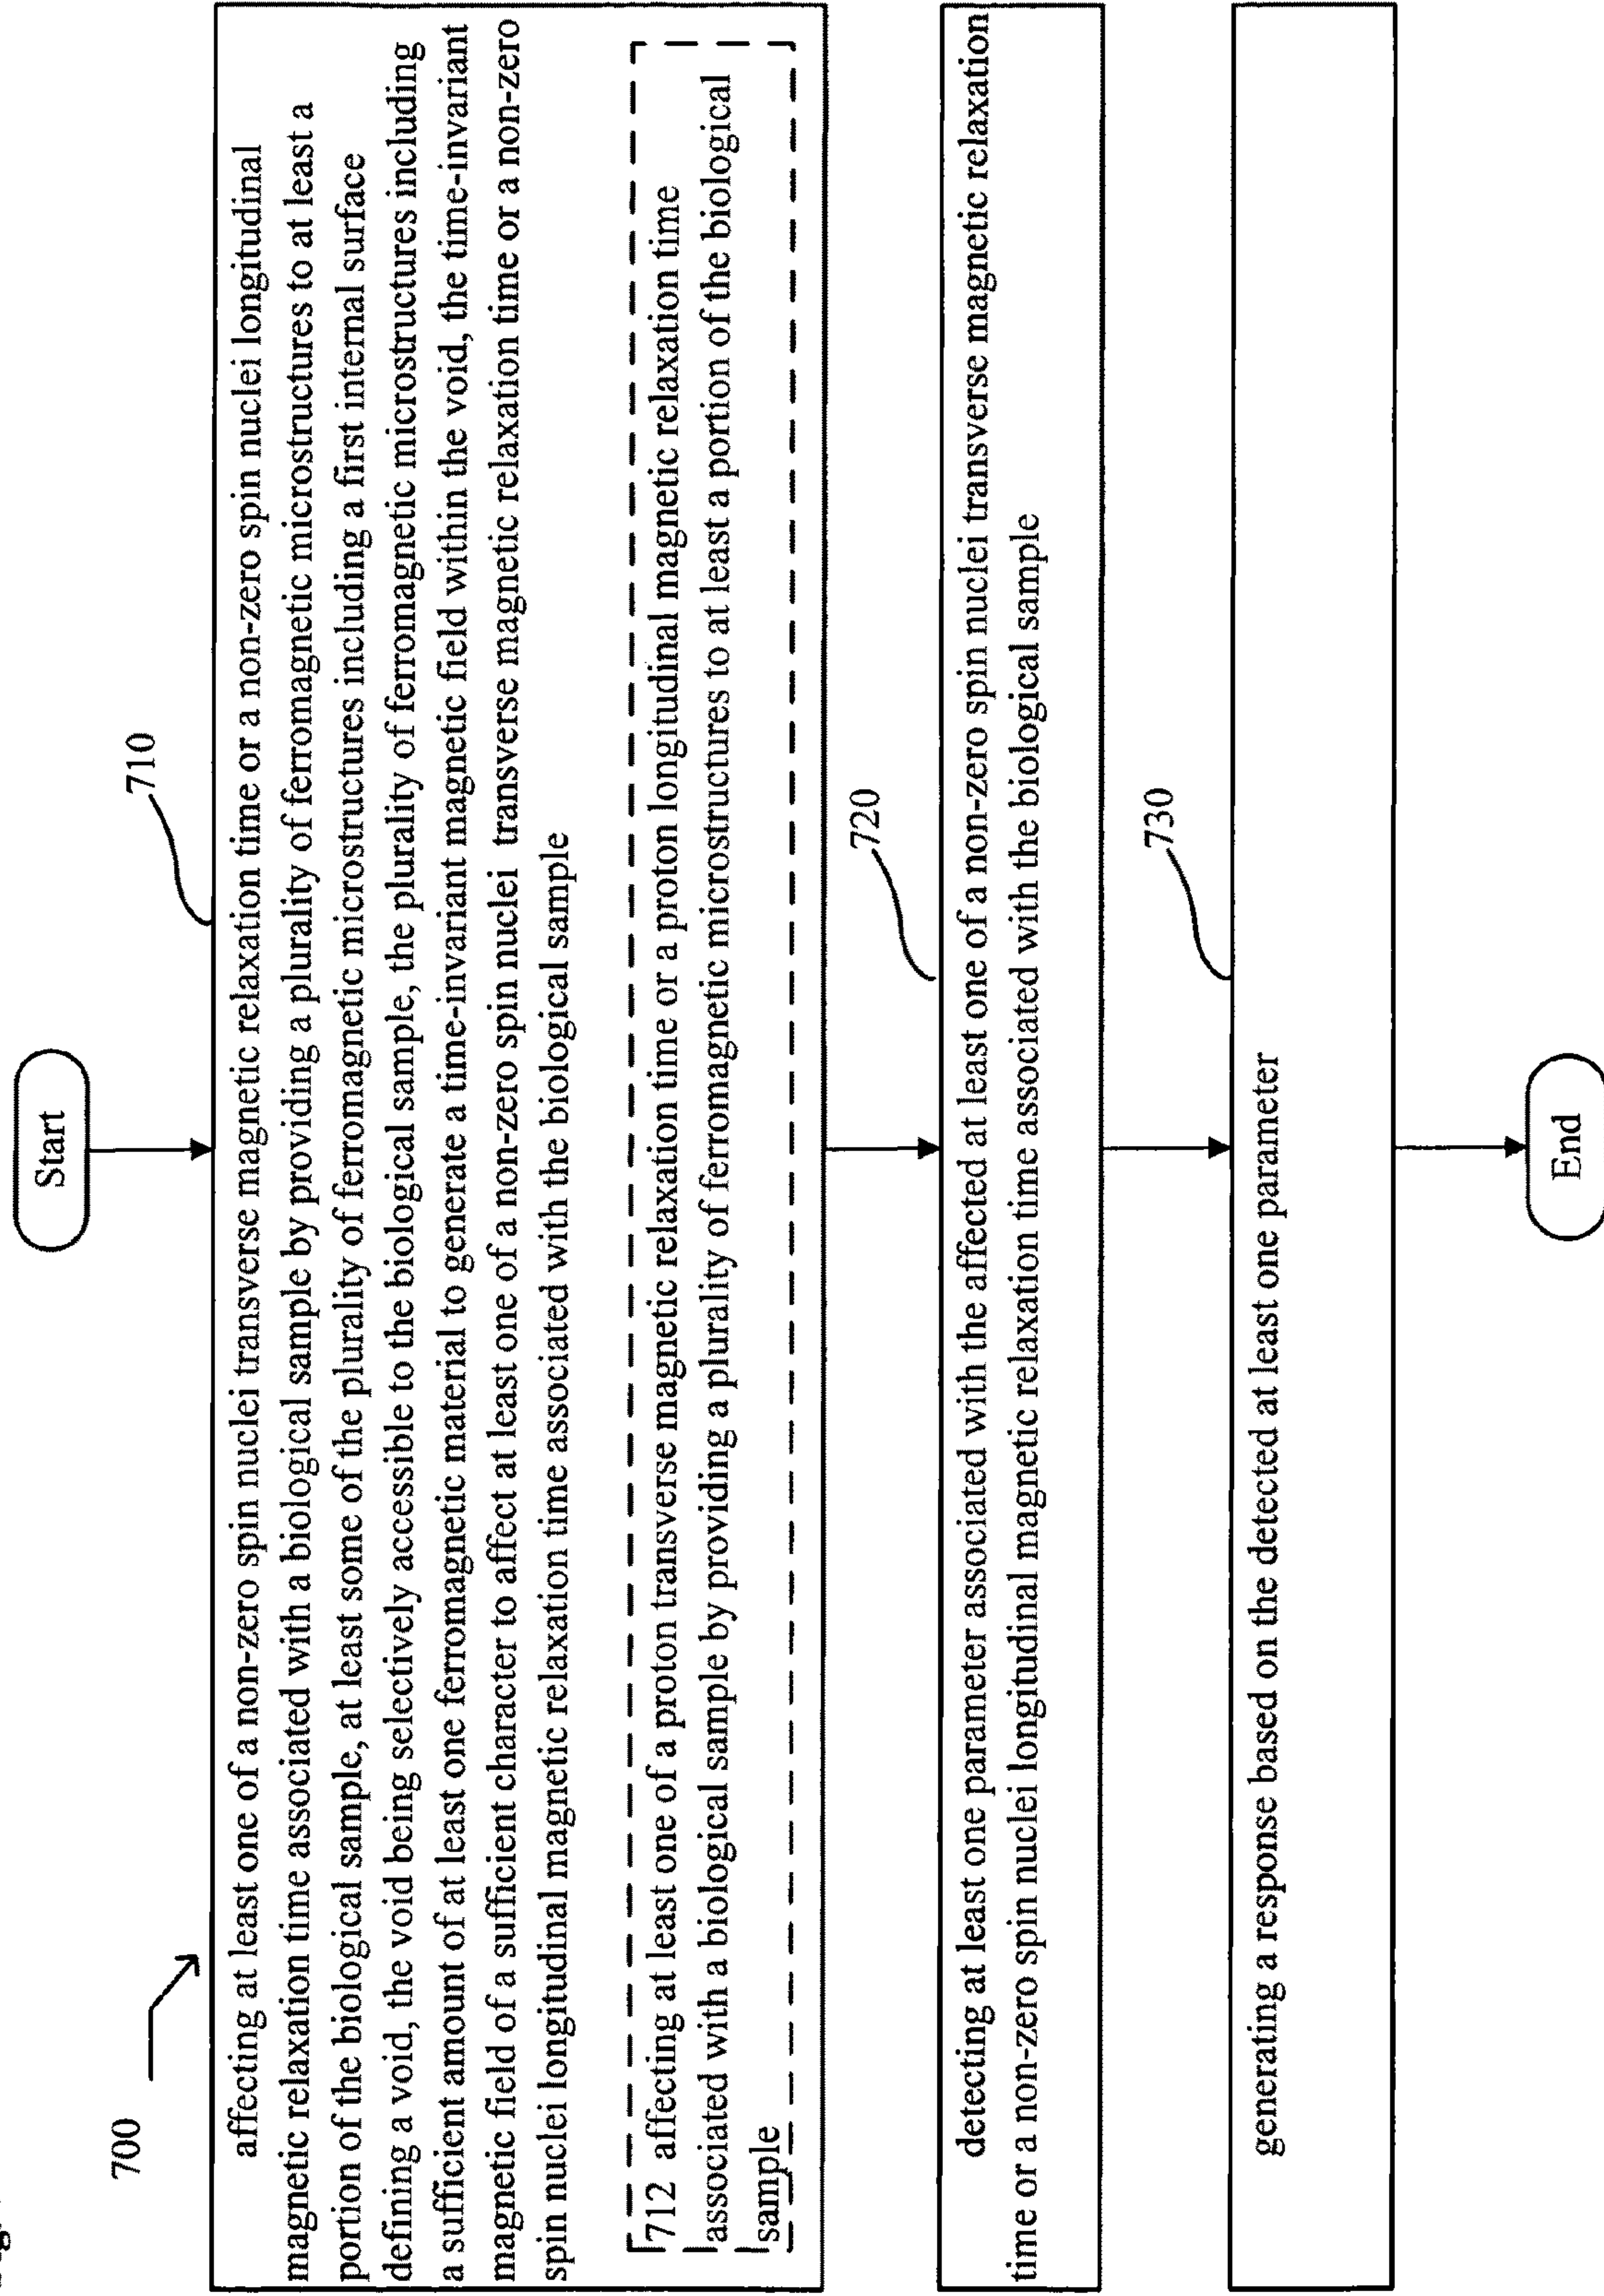 700
Start
710
affecting at least one of a non-zero spin nuclei transverse magnetic relaxation time or a non-zero spin nuclei longitudinal
magnetic relaxation time associated with a biological sample by providing a plurality of ferromagnetic microstructures to at least a
portion of the biological sample, at least some of the plurality of ferromagnetic microstructures including a first internal surface
defining a void, the void being selectively accessible to the biological sample, the plurality of ferromagnetic microstructures including
a sufficient amount of at least one ferromagnetic material to generate a time-invariant magnetic field within the void, the time-invariant
magnetic field of a sufficient character to affect at least one of a non-zero spin nuclei transverse magnetic relaxation time or a non-zero
spin nuclei longitudinal magnetic relaxation time associated with the biological sample
712 affecting at least one of a proton transverse magnetic relaxation time or a proton longitudinal magnetic relaxation time
associated with a biological sample by providing a plurality of ferromagnetic microstructures to at least a portion of the biological
sample
720
detecting at least one parameter associated with the affected at least one of a non-zero spin nuclei transverse magnetic relaxation
time or a non-zero spin nuclei longitudinal magnetic relaxation time associated with the biological sample
730
generating a response based on the detected at least one parameter
End